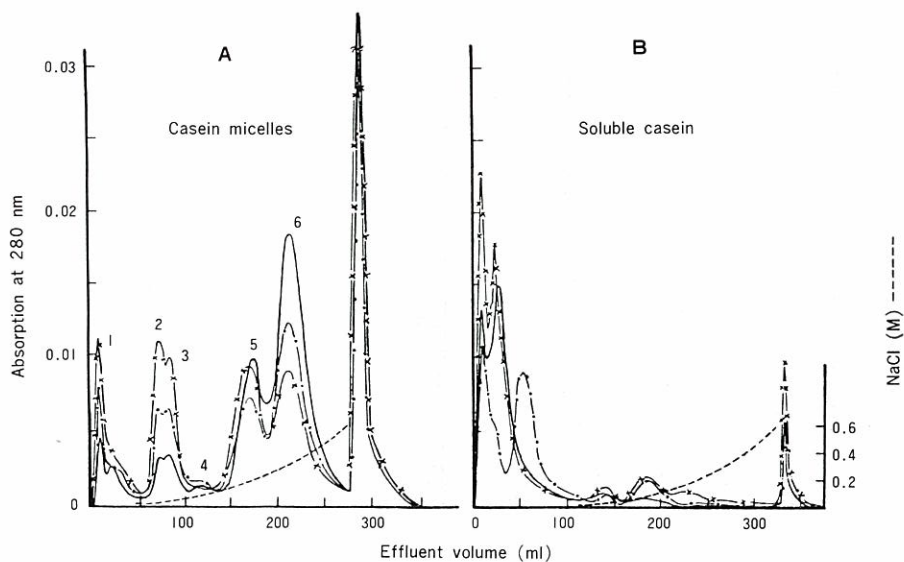 A
B
Casein micelles
Soluble casein
Absorption at 280 nm
0.03
0.02
0.01
0
1
2
3
4
5
6
100
200
300
0
100
200
300
0.6
0.4
0.2
NaCl (M) -----
Effluent volume (ml)